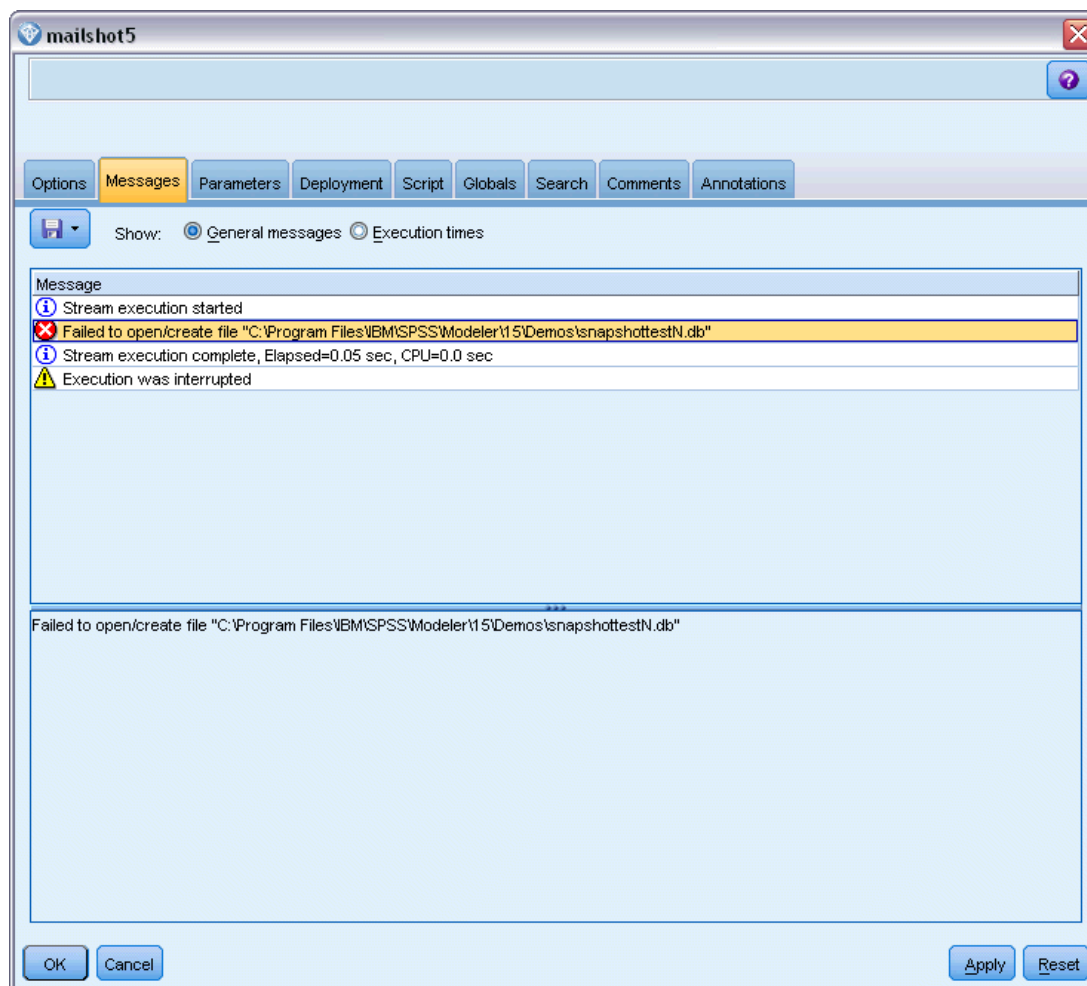 mailshot5
Options Messages Parameters Deployment Script Globals Search Comments Annotations
Show: General messages Execution times
Message
Stream execution started
Failed to open/create file "C:\Program Files\IBM\SPSS\Modeler\15\Demos\snapshottestN.db"
Stream execution complete, Elapsed=0.05 sec, CPU=0.0 sec
Execution was interrupted
Failed to open/create file "C:\Program Files\IBM\SPSS\Modeler\15\Demos\snapshottestN.db"
OK Cancel Apply Reset